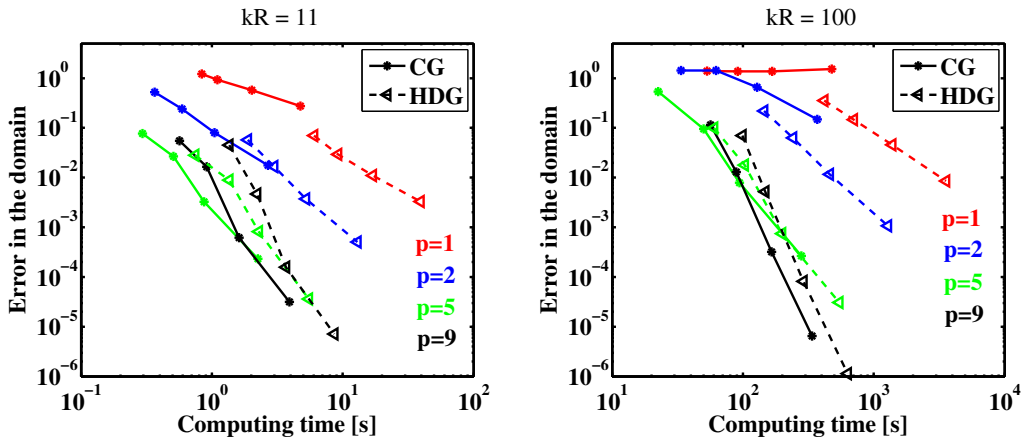 kR = 11
10^0
10^-1
10^-2
10^-3
10^-4
10^-5
10^-6
Error in the domain
CG
HDG
p=1
p=2
p=5
p=9
10^-1
10^0
10^1
10^2
Computing time [s]
kR = 100
10^0
10^-1
10^-2
10^-3
10^-4
10^-5
10^-6
Error in the domain
CG
HDG
p=1
p=2
p=5
p=9
10^1
10^2
10^3
10^4
Computing time [s]